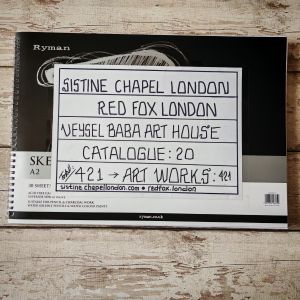 Ryman
SISTINE CHAPEL LONDON
RED FOX LONDON
VEYSEL BABA ART HOUSE
CATALOGUE: 20
421 → ART WORKS: 421
sistine chapellondon.com • redfox.london
SKE
A2
ryman.co.uk